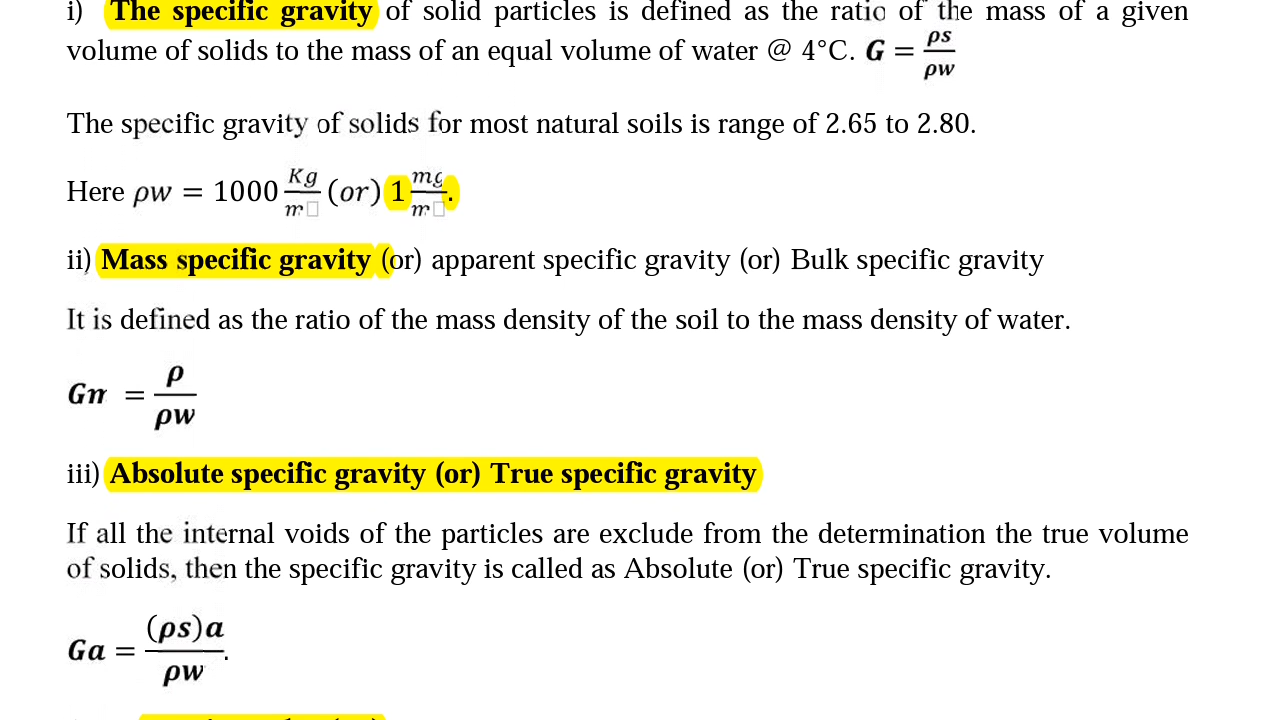 i) The specific gravity of solid particles is defined as the ratio of the mass of a given
volume of solids to the mass of an equal volume of water @ 4°C. G = ρs/ρw
The specific gravity of solids for most natural soils is range of 2.65 to 2.80.
Here ρw = 1000 Kg/m□ (or) 1 mg/m□.
ii) Mass specific gravity (or) apparent specific gravity (or) Bulk specific gravity
It is defined as the ratio of the mass density of the soil to the mass density of water.
Gm = ρ/ρw
iii) Absolute specific gravity (or) True specific gravity
If all the internal voids of the particles are exclude from the determination the true volume
of solids, then the specific gravity is called as Absolute (or) True specific gravity.
Ga = (ρs)a/ρw.